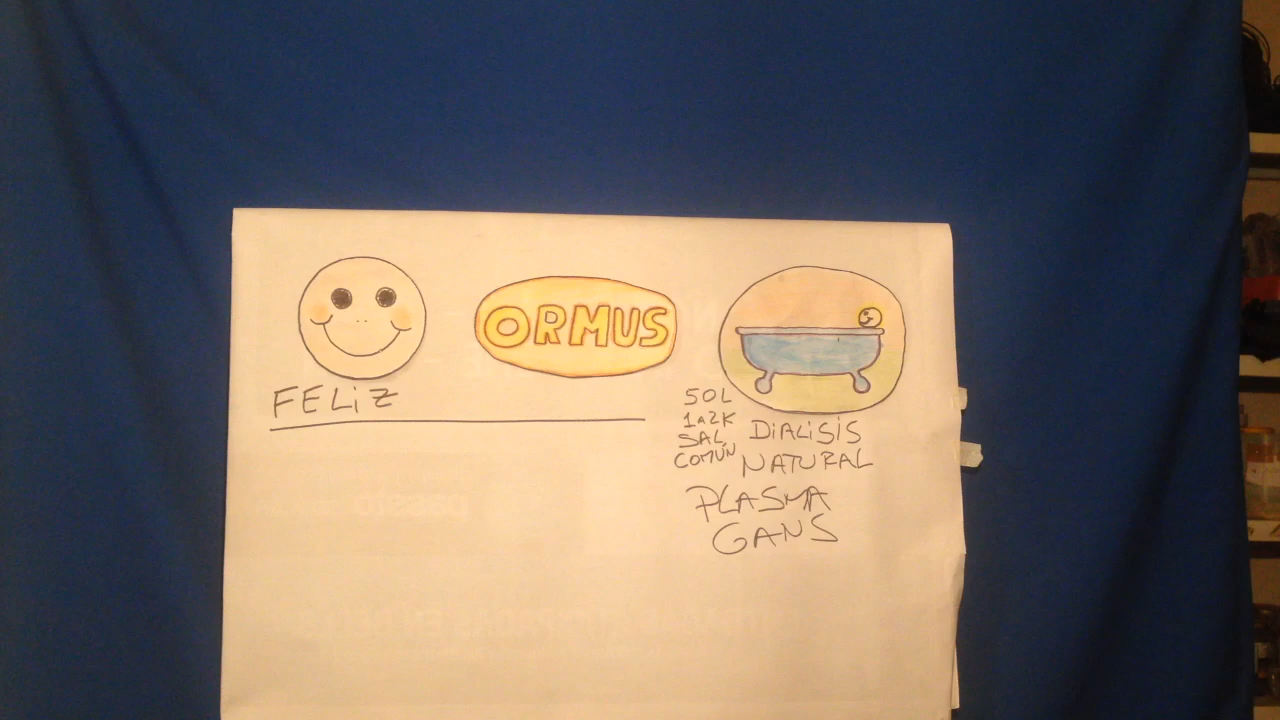 ORMUS
FELiZ
SOL
1a2K
SAL
COMÚN
DiALiSiS
NATURAL
PLASMA
GANS